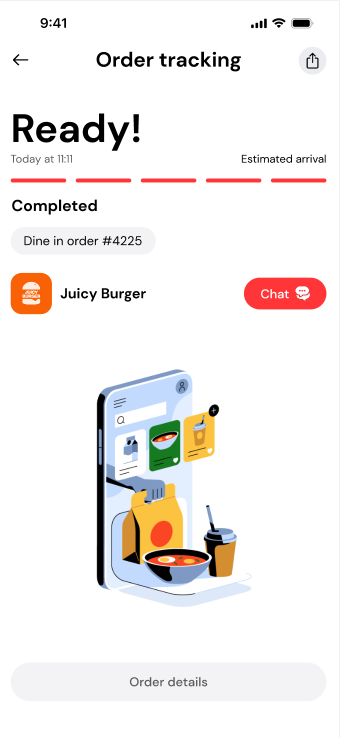 9:41
Order tracking
Ready!
Today at 11:11
Estimated arrival
Completed
Dine in order #4225
JUICY
BURGER
Juicy Burger
Chat
Order details